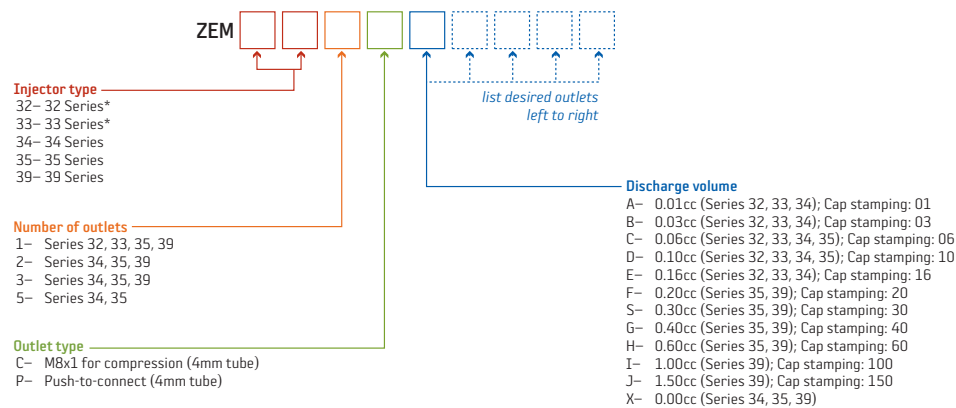 ZEM
list desired outlets
left to right
Injector type
32– 32 Series*
33– 33 Series*
34– 34 Series
35– 35 Series
39– 39 Series
Number of outlets
1– Series 32, 33, 35, 39
2– Series 34, 35, 39
3– Series 34, 35, 39
5– Series 34, 35
Outlet type
C– M8x1 for compression (4mm tube)
P– Push-to-connect (4mm tube)
Discharge volume
A– 0.01cc (Series 32, 33, 34); Cap stamping: 01
B– 0.03cc (Series 32, 33, 34); Cap stamping: 03
C– 0.06cc (Series 32, 33, 34, 35); Cap stamping: 06
D– 0.10cc (Series 32, 33, 34, 35); Cap stamping: 10
E– 0.16cc (Series 32, 33, 34); Cap stamping: 16
F– 0.20cc (Series 35, 39); Cap stamping: 20
S– 0.30cc (Series 35, 39); Cap stamping: 30
G– 0.40cc (Series 35, 39); Cap stamping: 40
H– 0.60cc (Series 35, 39); Cap stamping: 60
I– 1.00cc (Series 39); Cap stamping: 100
J– 1.50cc (Series 39); Cap stamping: 150
X– 0.00cc (Series 34, 35, 39)